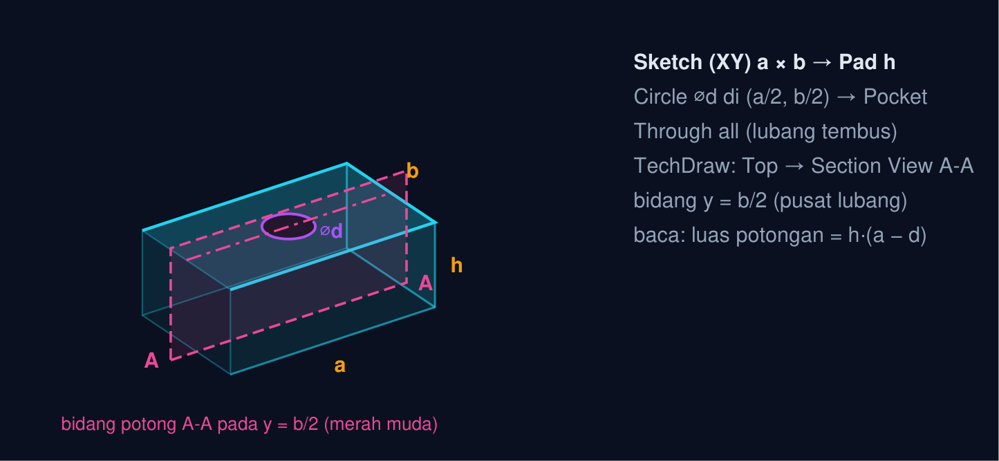 Sketch (XY) a × b → Pad h
Circle ⌀d di (a/2, b/2) → Pocket
Through all (lubang tembus)
TechDraw: Top → Section View A-A
bidang y = b/2 (pusat lubang)
baca: luas potongan = h·(a − d)
b
⌀d
h
A
A
a
bidang potong A-A pada y = b/2 (merah muda)